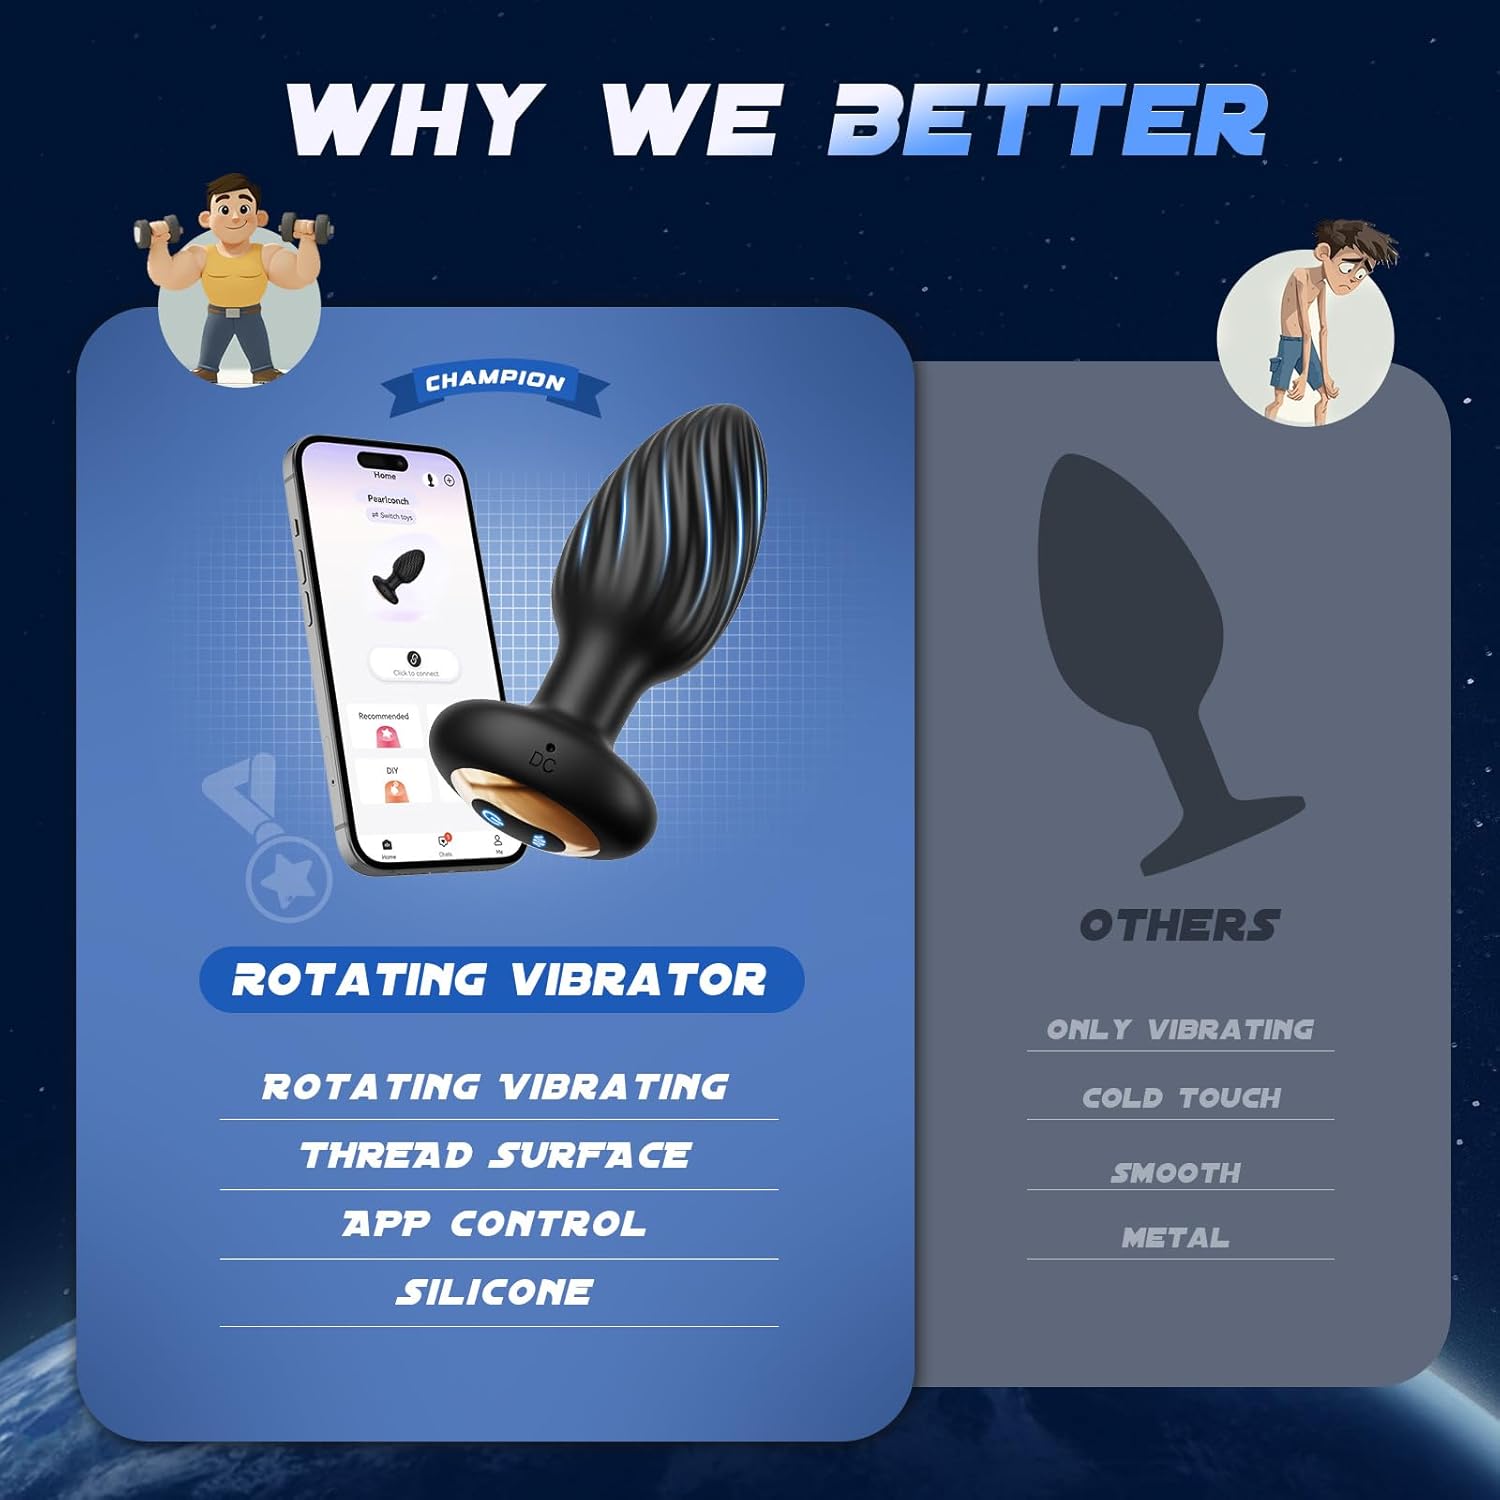 WHY WE BETTER
CHAMPION
Home
Pearlconch
⇌ Switch toys
Click to connect
Recommended
DIY
Home
Chats
Me
DC
ROTATING VIBRATOR
ROTATING VIBRATING
THREAD SURFACE
APP CONTROL
SILICONE
OTHERS
ONLY VIBRATING
COLD TOUCH
SMOOTH
METAL